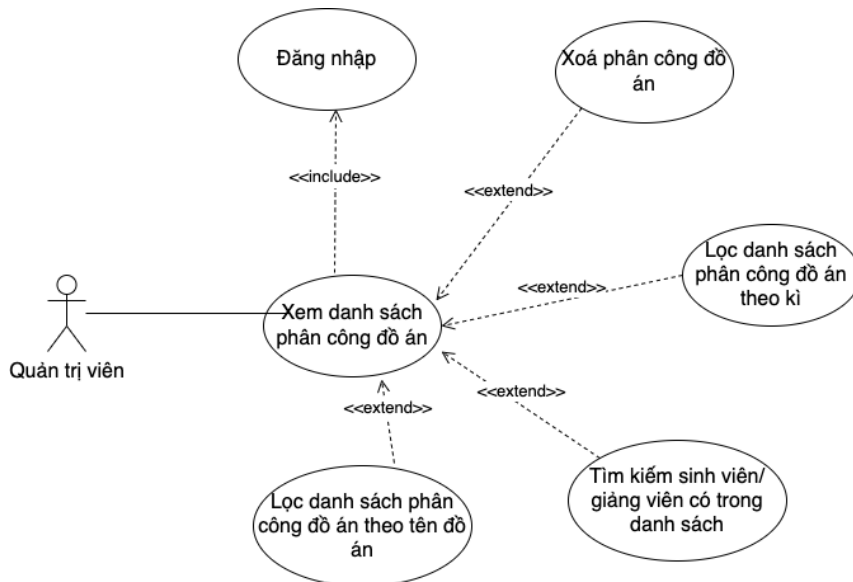 Đăng nhập
Xoá phân công đồ
án
<<include>>
<<extend>>
Lọc danh sách
phân công đồ án
theo kì
<<extend>>
Xem danh sách
phân công đồ án
Quản trị viên
<<extend>>
<<extend>>
Lọc danh sách phân
công đồ án theo tên đồ
án
Tìm kiếm sinh viên/
giảng viên có trong
danh sách